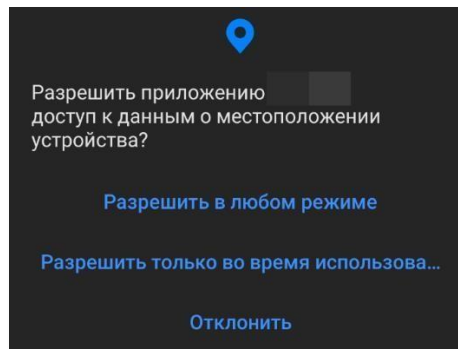 Разрешить приложению
доступ к данным о местоположении
устройства?
Разрешить в любом режиме
Разрешить только во время использова...
Отклонить